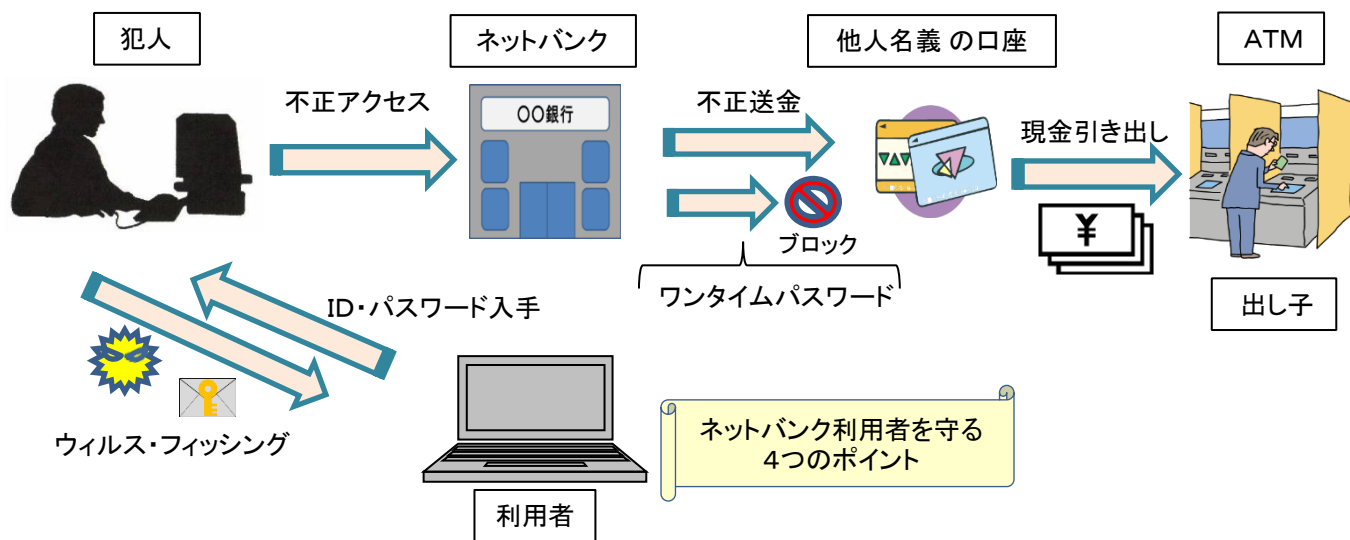 犯人
ネットバンク
他人名義 の口座
ATM
不正アクセス
〇〇銀行
不正送金
現金引き出し
¥
ブロック
ワンタイムパスワード
出し子
ID・パスワード入手
ウィルス・フィッシング
ネットバンク利用者を守る
4つのポイント
利用者